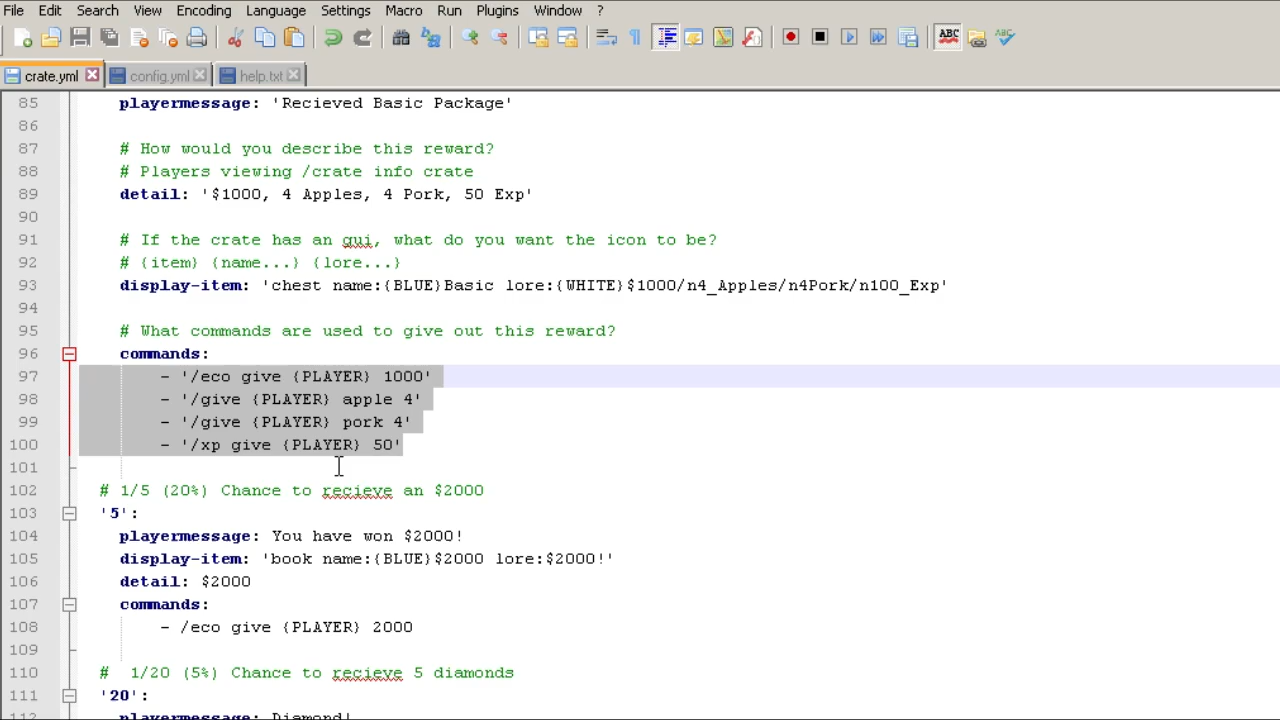 File Edit Search View Encoding Language Settings Macro Run Plugins Window ?
ABC ABC
crate.yml config.yml help.txt
85 playermessage: 'Recieved Basic Package'
86
87 # How would you describe this reward?
88 # Players viewing /crate info crate
89 detail: '$1000, 4 Apples, 4 Pork, 50 Exp'
90
91 # If the crate has an gui, what do you want the icon to be?
92 # {item} {name...} {lore...}
93 display-item: 'chest name:{BLUE}Basic lore:{WHITE}$1000/n4_Apples/n4Pork/n100_Exp'
94
95 # What commands are used to give out this reward?
96 commands:
97 - '/eco give {PLAYER} 1000'
98 - '/give {PLAYER} apple 4'
99 - '/give {PLAYER} pork 4'
100 - '/xp give {PLAYER} 50'
101
102 # 1/5 (20%) Chance to recieve an $2000
103 '5':
104 playermessage: You have won $2000!
105 display-item: 'book name:{BLUE}$2000 lore:$2000!'
106 detail: $2000
107 commands:
108 - /eco give {PLAYER} 2000
109
110 # 1/20 (5%) Chance to recieve 5 diamonds
111 '20':
112 playermessage: Diamond!